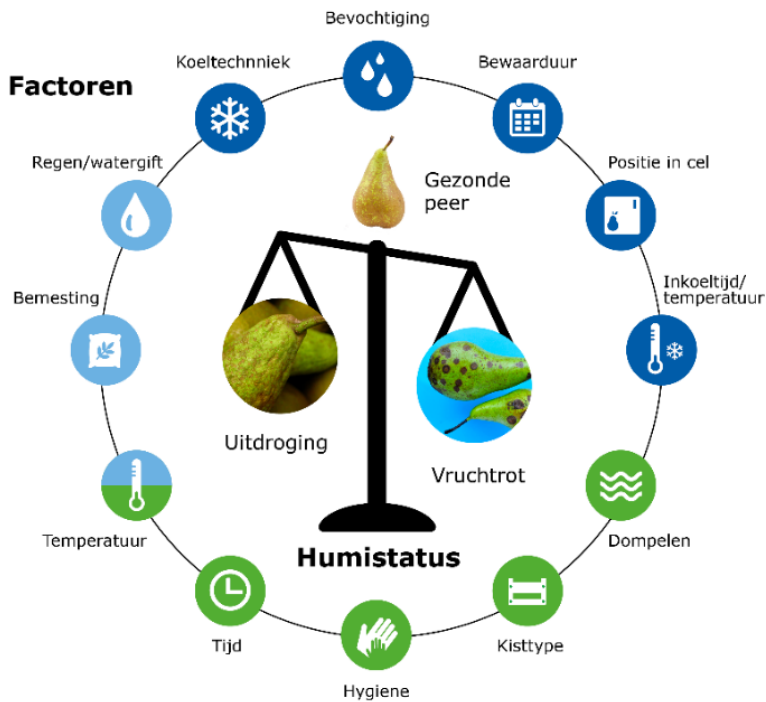 Bevochtiging
Koeltechnniek
Bewaarduur
Factoren
Regen/watergift
Positie in cel
Gezonde
peer
Bemesting
Inkoeltijd/
temperatuur
Uitdroging
Vruchtrot
Temperatuur
Dompelen
Humistatus
Tijd
Kisttype
Hygiene